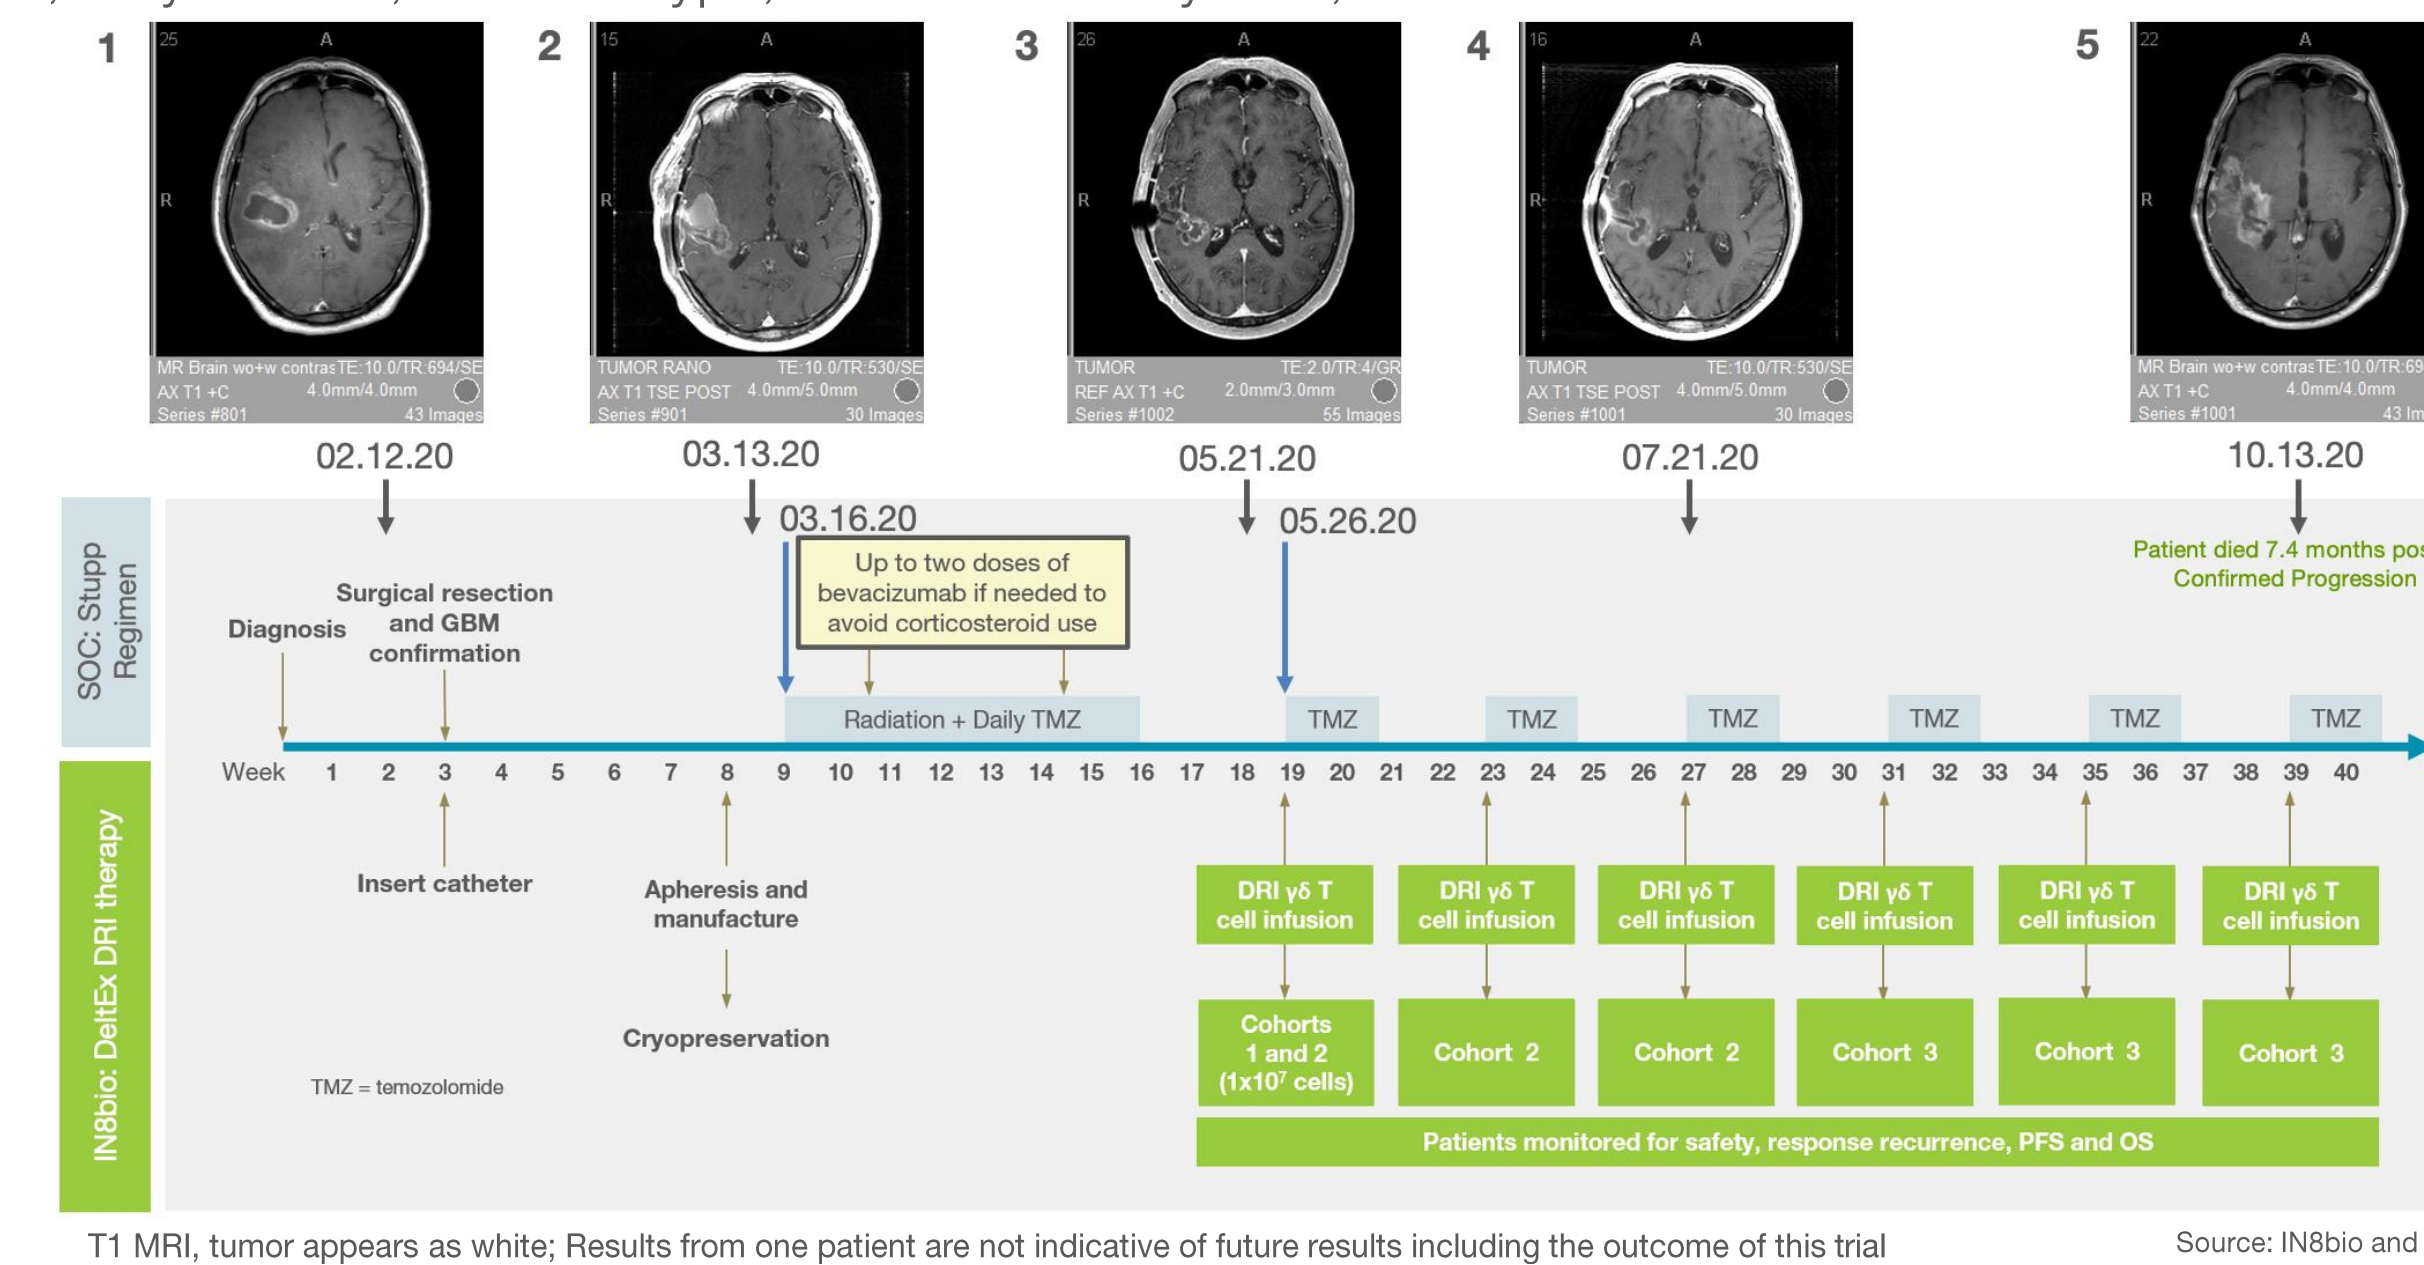 1
25
A
R
MR Brain wo+w contrasTE:10.0/TR:694/SE
AX T1 +C 4.0mm/4.0mm
Series #801 43 Images
2
15
A
R
TUMOR RANO TE:10.0/TR:530/SE
AX T1 TSE POST 4.0mm/5.0mm
Series #901 30 Images
3
26
A
R
TUMOR TE:2.0/TR:4/GR
REF AX T1 +C 2.0mm/3.0mm
Series #1002 55 Images
4
16
A
R
TUMOR TE:10.0/TR:530/SE
AX T1 TSE POST 4.0mm/5.0mm
Series #1001 30 Images
5
22
A
R
MR Brain wo+w contrasTE:10.0/TR:69
AX T1 +C 4.0mm/4.0mm
Series #1001 43 Im
02.12.20
03.13.20
05.21.20
07.21.20
10.13.20
03.16.20
05.26.20
SOC: Stupp
Regimen
Diagnosis
Surgical resection
and GBM
confirmation
Up to two doses of
bevacizumab if needed to
avoid corticosteroid use
Patient died 7.4 months pos
Confirmed Progression
Radiation + Daily TMZ
TMZ
TMZ
TMZ
TMZ
TMZ
TMZ
Week 1 2 3 4 5 6 7 8 9 10 11 12 13 14 15 16 17 18 19 20 21 22 23 24 25 26 27 28 29 30 31 32 33 34 35 36 37 38 39 40
IN8bio: DeltEx DRI therapy
Insert catheter
Apheresis and
manufacture
Cryopreservation
TMZ = temozolomide
DRI γδ T
cell infusion
DRI γδ T
cell infusion
DRI γδ T
cell infusion
DRI γδ T
cell infusion
DRI γδ T
cell infusion
DRI γδ T
cell infusion
Cohorts
1 and 2
(1x10⁷ cells)
Cohort 2
Cohort 2
Cohort 3
Cohort 3
Cohort 3
Patients monitored for safety, response recurrence, PFS and OS
T1 MRI, tumor appears as white; Results from one patient are not indicative of future results including the outcome of this trial
Source: IN8bio and